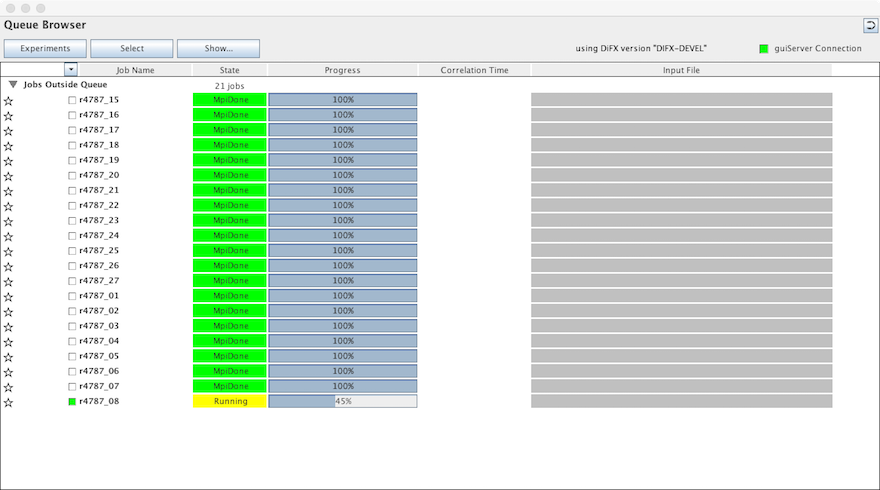 Queue Browser
Experiments Select Show... using DiFX version "DIFX-DEVEL" guiServer Connection
Job Name State Progress Correlation Time Input File
Jobs Outside Queue 21 jobs
r4787_15 MpiDone 100%
r4787_16 MpiDone 100%
r4787_17 MpiDone 100%
r4787_18 MpiDone 100%
r4787_19 MpiDone 100%
r4787_20 MpiDone 100%
r4787_21 MpiDone 100%
r4787_22 MpiDone 100%
r4787_23 MpiDone 100%
r4787_24 MpiDone 100%
r4787_25 MpiDone 100%
r4787_26 MpiDone 100%
r4787_27 MpiDone 100%
r4787_01 MpiDone 100%
r4787_02 MpiDone 100%
r4787_03 MpiDone 100%
r4787_04 MpiDone 100%
r4787_05 MpiDone 100%
r4787_06 MpiDone 100%
r4787_07 MpiDone 100%
r4787_08 Running 45%